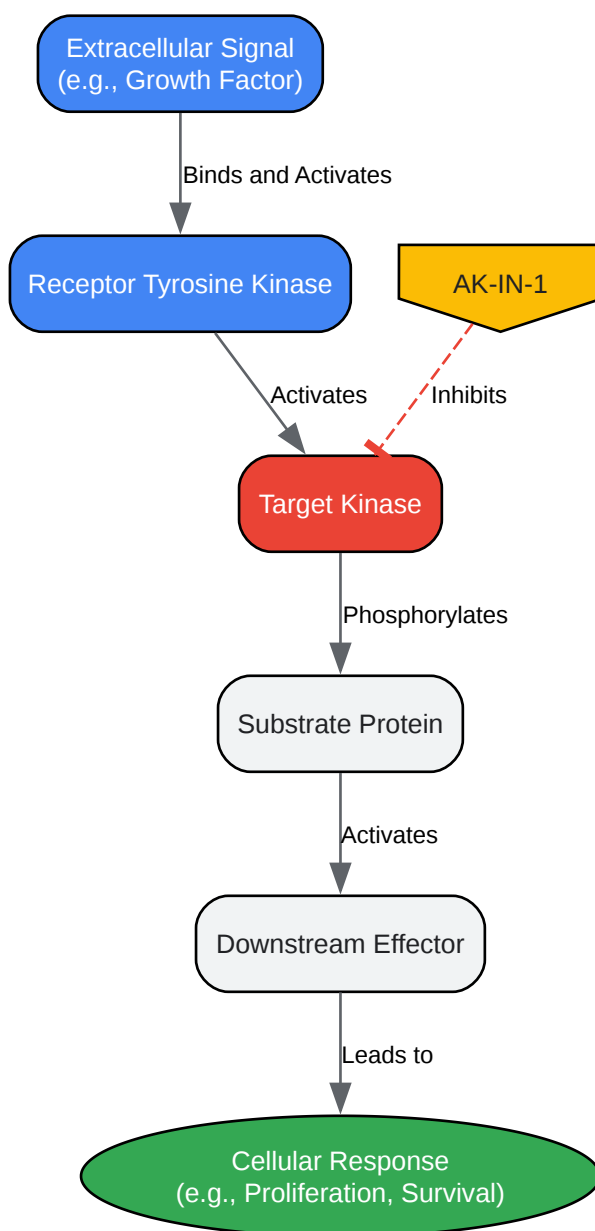 Extracellular Signal
(e.g., Growth Factor)
Binds and Activates
Receptor Tyrosine Kinase
AK-IN-1
Activates
Inhibits
Target Kinase
Phosphorylates
Substrate Protein
Activates
Downstream Effector
Leads to
Cellular Response
(e.g., Proliferation, Survival)